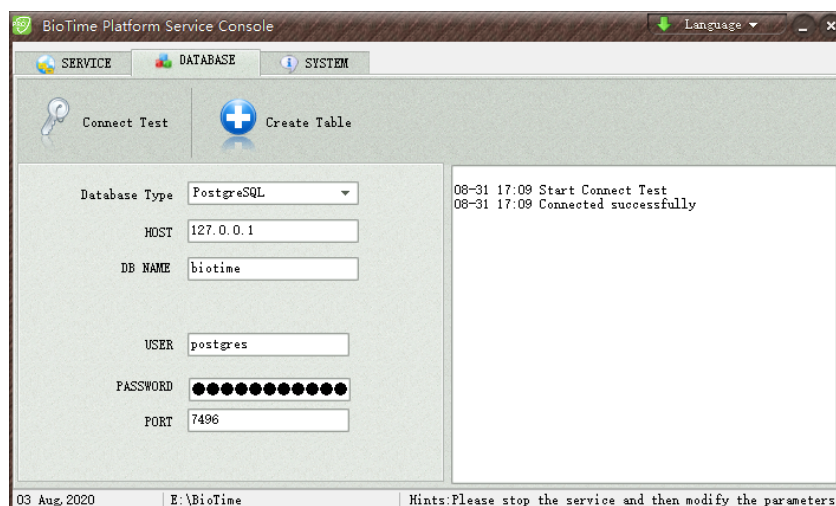 BioTime Platform Service Console
Language
SERVICE
DATABASE
SYSTEM
Connect Test
Create Table
Database Type PostgreSQL
HOST 127.0.0.1
DB NAME biotime
USER postgres
PASSWORD ●●●●●●●●●●●
PORT 7496
08-31 17:09 Start Connect Test
08-31 17:09 Connected successfully
03 Aug,2020 E:\BioTime Hints:Please stop the service and then modify the parameters